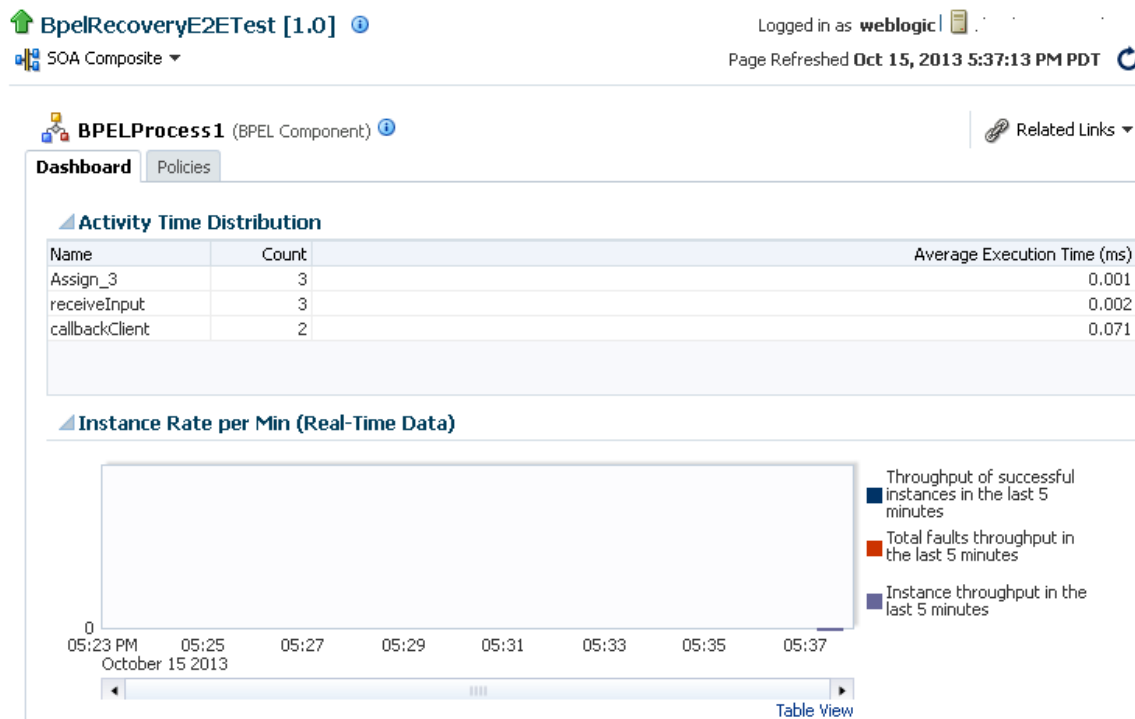 BpelRecoveryE2ETest [1.0]
Logged in as weblogic
SOA Composite
Page Refreshed Oct 15, 2013 5:37:13 PM PDT
BPELProcess1 (BPEL Component)
Related Links
Dashboard Policies
Activity Time Distribution
Name Count Average Execution Time (ms)
Assign_3 3 0.001
receiveInput 3 0.002
callbackClient 2 0.071
Instance Rate per Min (Real-Time Data)
Throughput of successful
instances in the last 5
minutes
Total faults throughput in
the last 5 minutes
Instance throughput in the
last 5 minutes
0
05:23 PM 05:25 05:27 05:29 05:31 05:33 05:35 05:37
October 15 2013
Table View